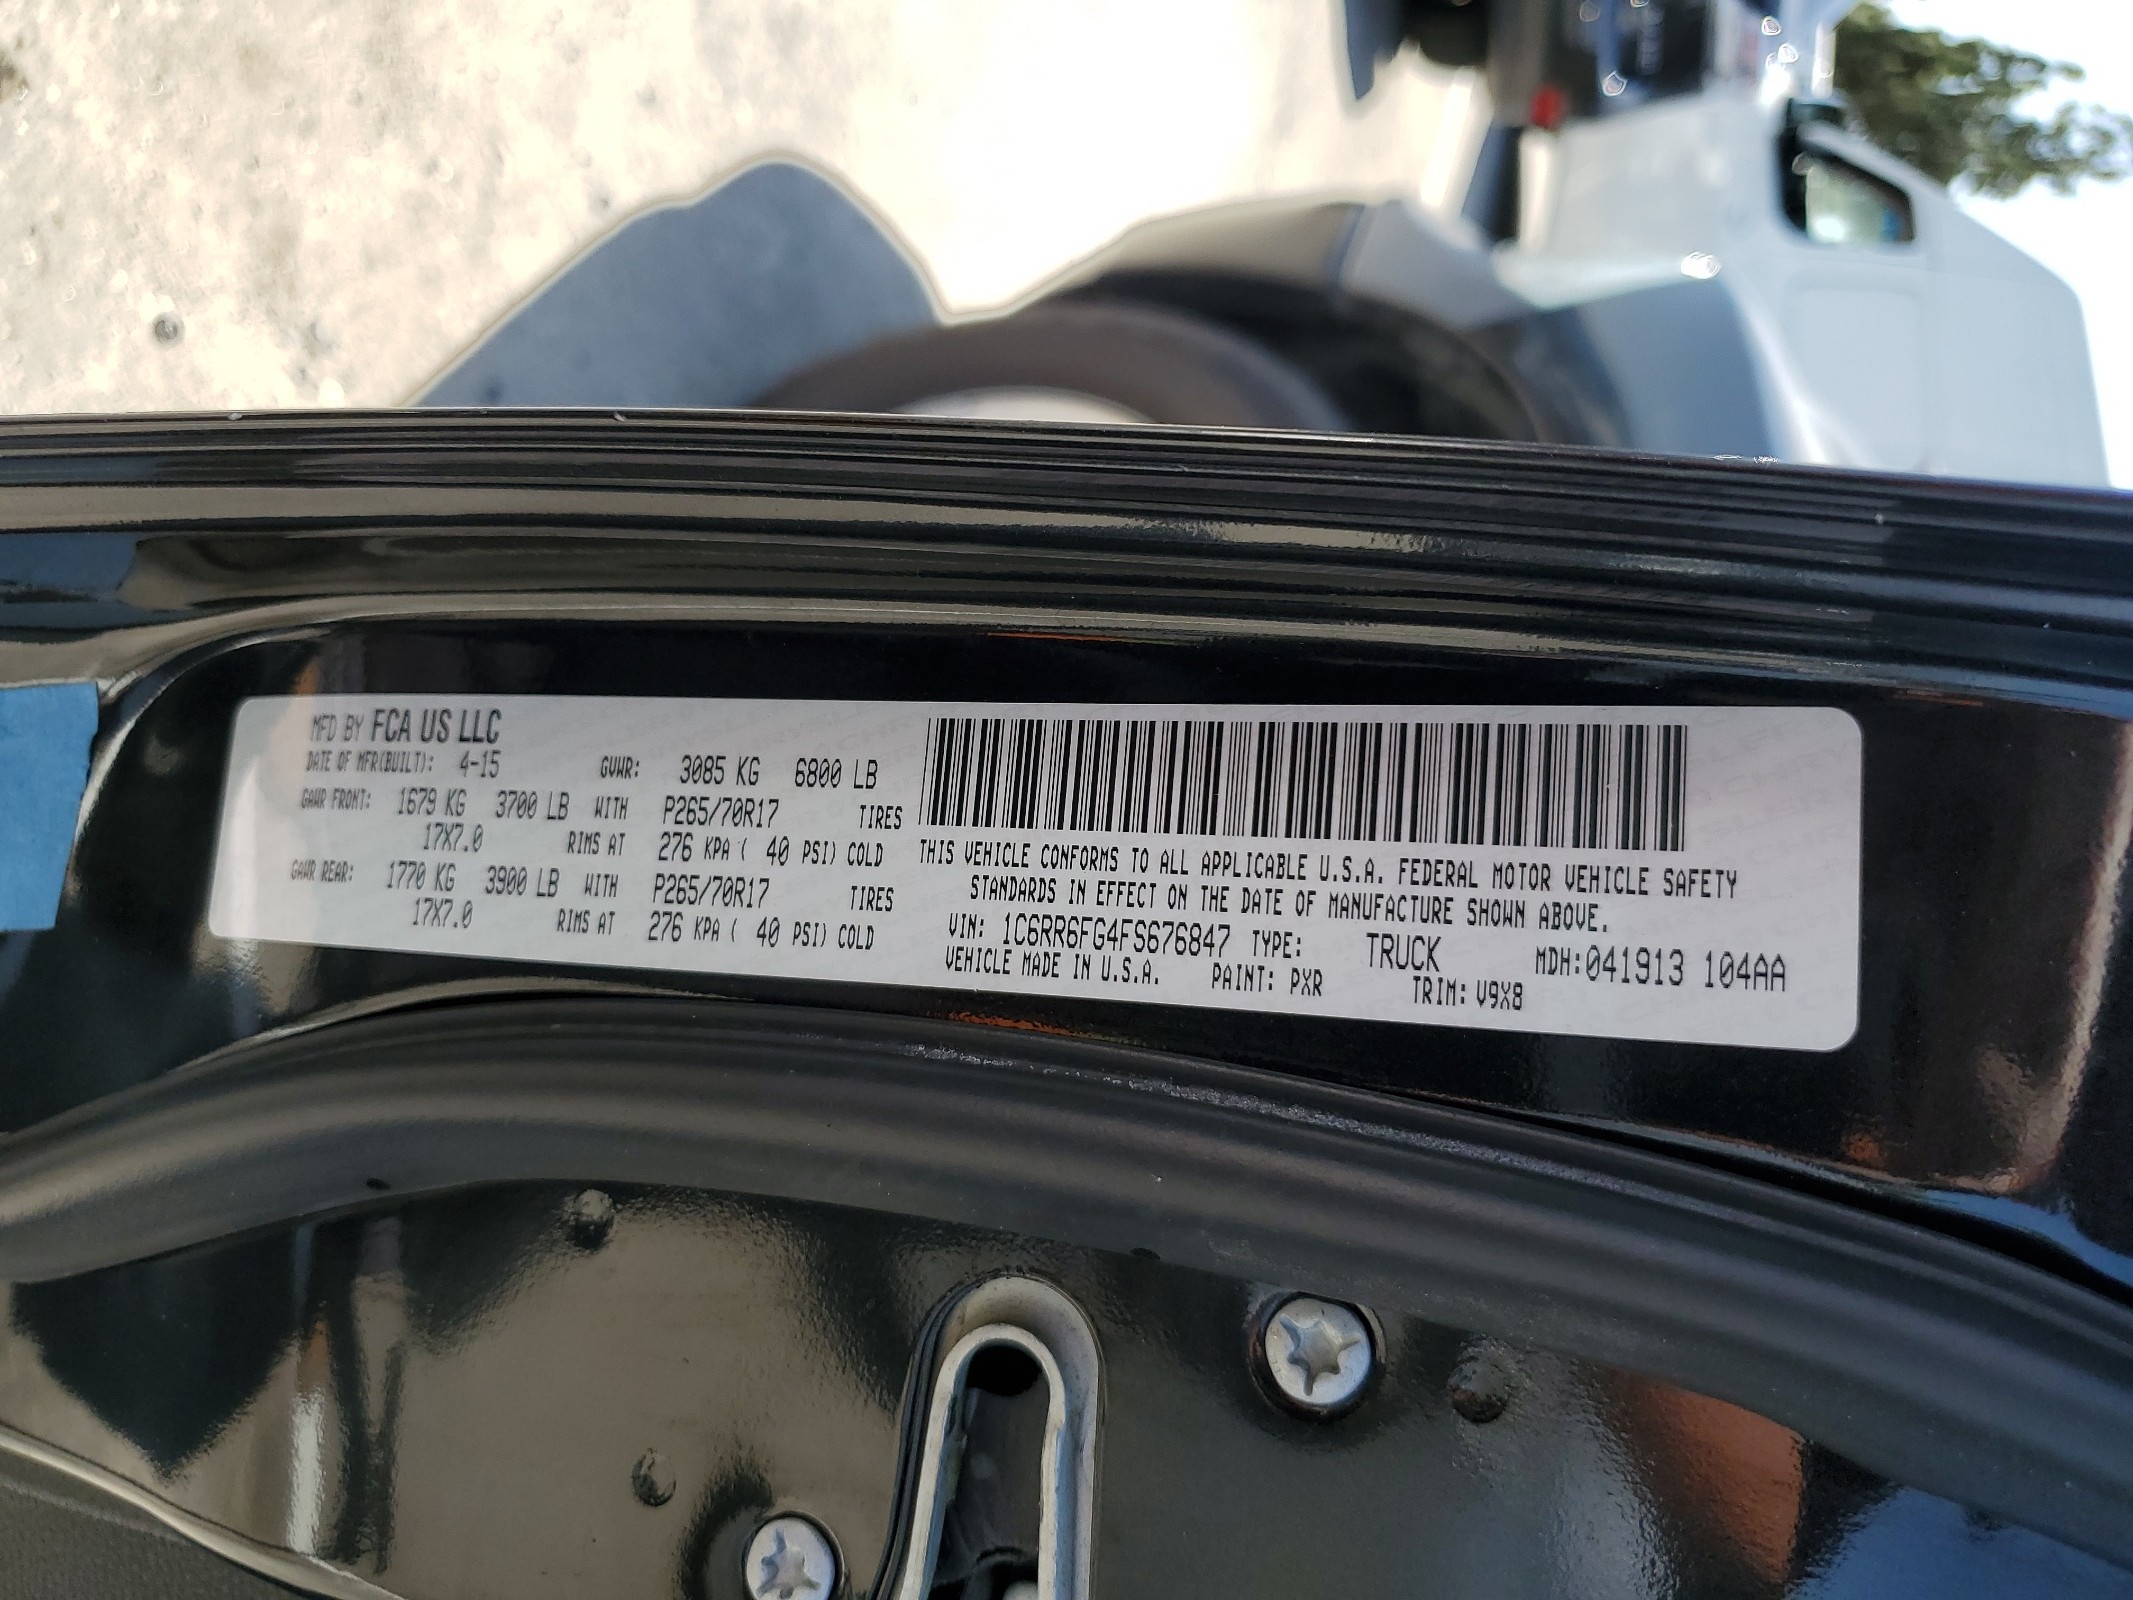 MFD BY FCA US LLC
DATE OF MFR(BUILT): 4-15 GVWR: 3085 KG 6800 LB
GAWR FRONT: 1679 KG 3700 LB WITH P265/70R17 TIRES
17X7.0 RIMS AT 276 KPA ( 40 PSI) COLD
GAWR REAR: 1770 KG 3900 LB WITH P265/70R17 TIRES
17X7.0 RIMS AT 276 KPA ( 40 PSI) COLD
THIS VEHICLE CONFORMS TO ALL APPLICABLE U.S.A. FEDERAL MOTOR VEHICLE SAFETY
STANDARDS IN EFFECT ON THE DATE OF MANUFACTURE SHOWN ABOVE.
VIN: 1C6RR6FG4FS676847 TYPE: TRUCK MDH:041913 104AA
VEHICLE MADE IN U.S.A. PAINT: PXR TRIM: V9X8